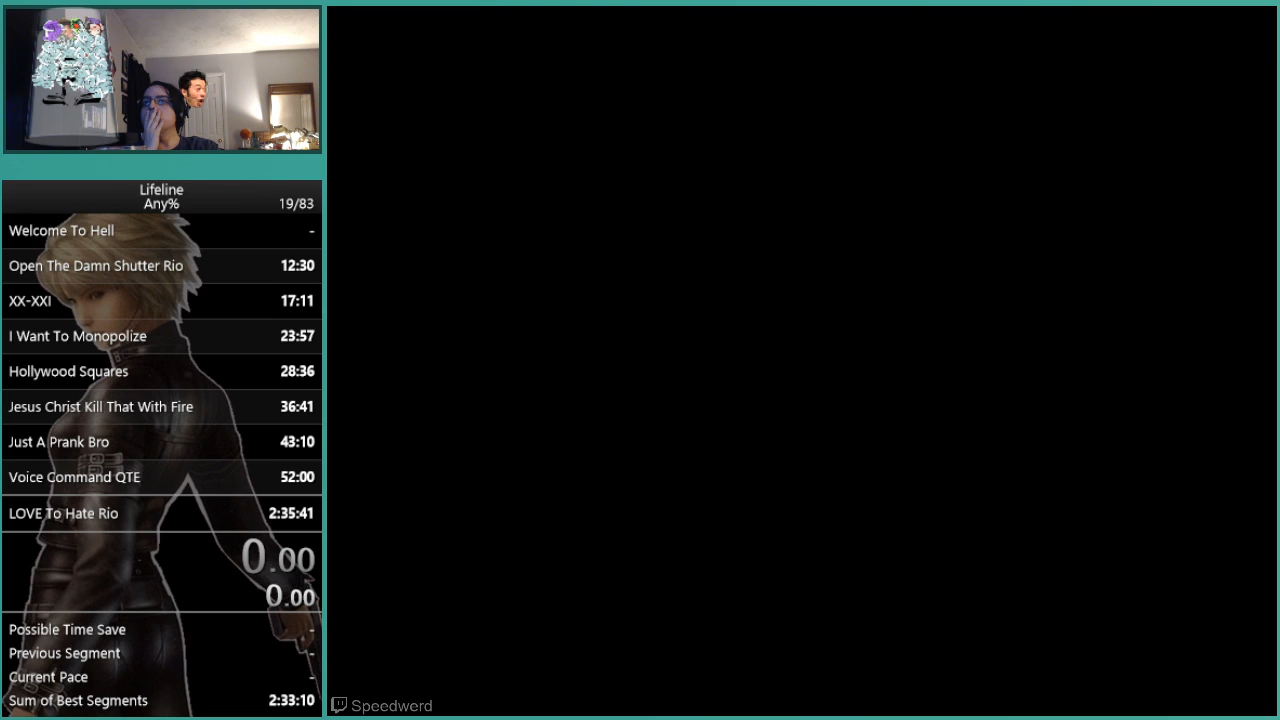 Lifeline
Any%
19/83
Welcome To Hell -
Open The Damn Shutter Rio 12:30
XX-XXI 17:11
I Want To Monopolize 23:57
Hollywood Squares 28:36
Jesus Christ Kill That With Fire 36:41
Just A Prank Bro 43:10
Voice Command QTE 52:00
LOVE To Hate Rio 2:35:41
0.00
0.00
Possible Time Save -
Previous Segment -
Current Pace -
Sum of Best Segments 2:33:10
Speedwerd